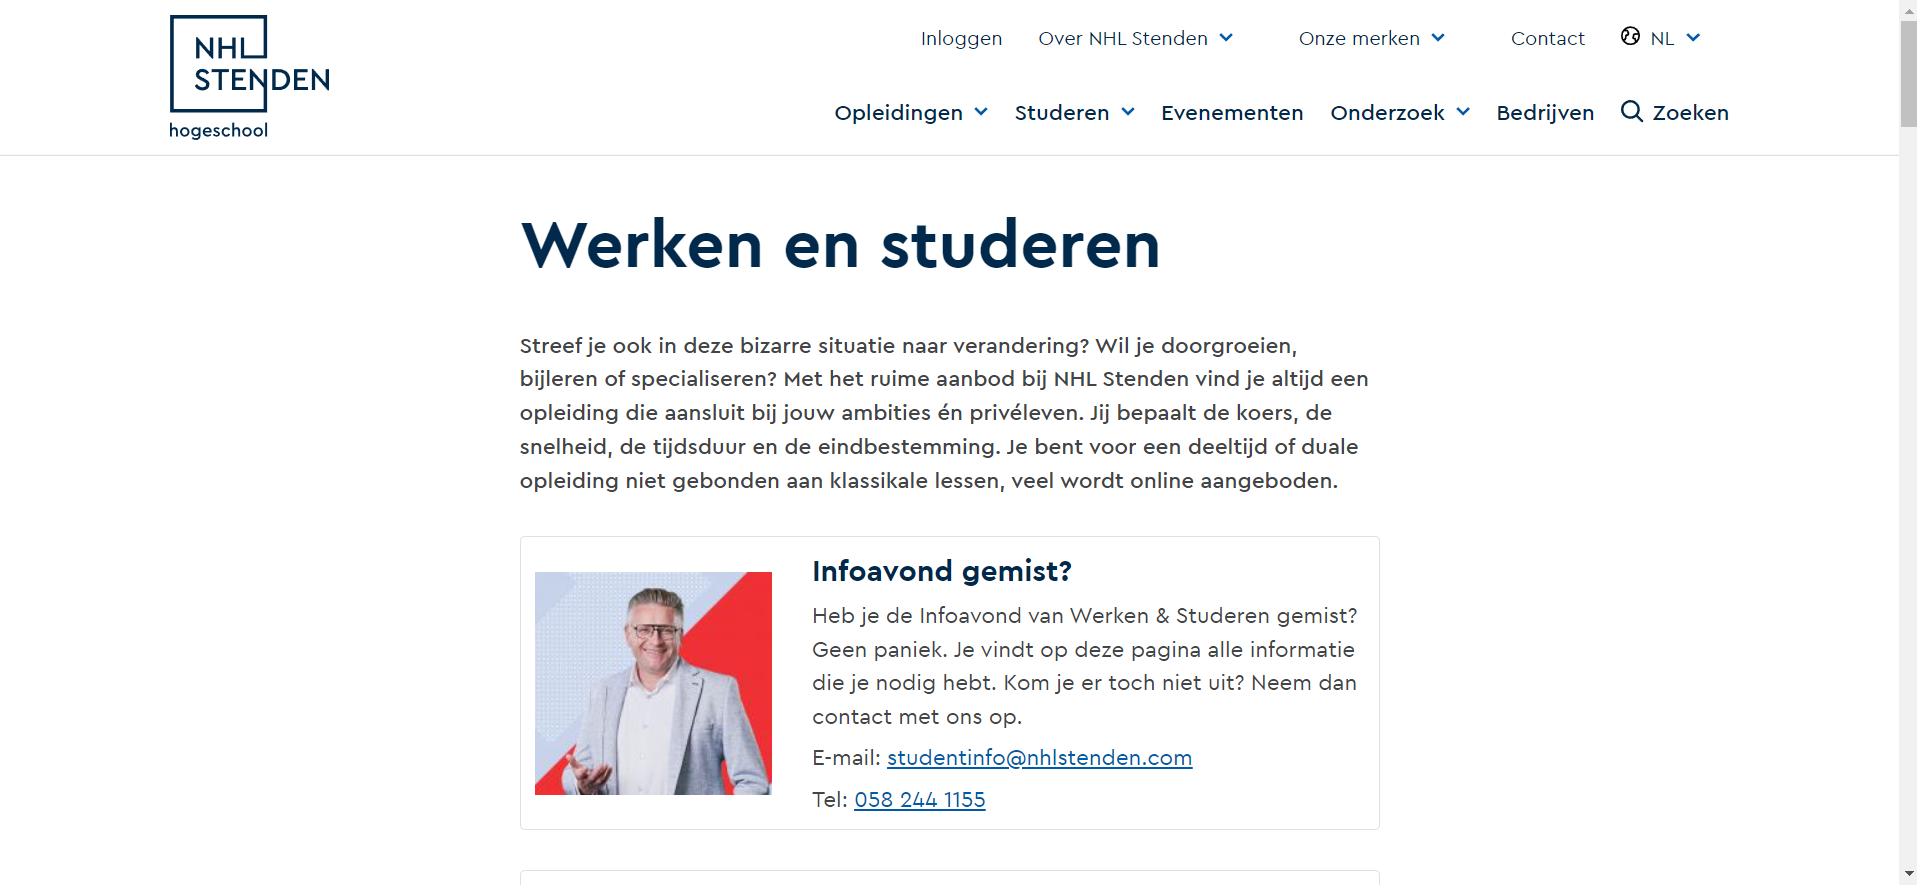 NHL
STENDEN
hogeschool
Inloggen Over NHL Stenden Onze merken Contact NL
Opleidingen Studeren Evenementen Onderzoek Bedrijven Zoeken
Werken en studeren
Streef je ook in deze bizarre situatie naar verandering? Wil je doorgroeien,
bijleren of specialiseren? Met het ruime aanbod bij NHL Stenden vind je altijd een
opleiding die aansluit bij jouw ambities én privéleven. Jij bepaalt de koers, de
snelheid, de tijdsduur en de eindbestemming. Je bent voor een deeltijd of duale
opleiding niet gebonden aan klassikale lessen, veel wordt online aangeboden.
Infoavond gemist?
Heb je de Infoavond van Werken & Studeren gemist?
Geen paniek. Je vindt op deze pagina alle informatie
die je nodig hebt. Kom je er toch niet uit? Neem dan
contact met ons op.
E-mail: studentinfo@nhlstenden.com
Tel: 058 244 1155